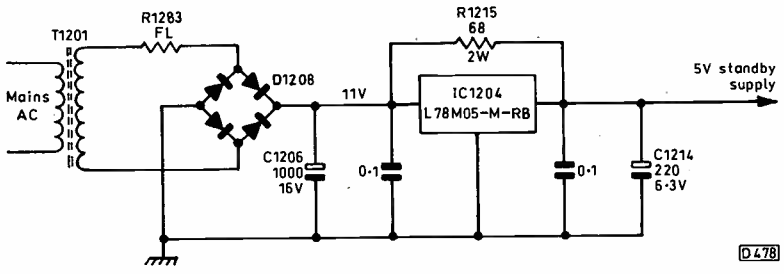 R1283
FL
T1201
Mains
AC
D1208
11V
R1215
68
2W
IC1204
L78M05-M-RB
5V standby
supply
C1206
1000
16V
0·1
0·1
C1214
220
6·3V
D478